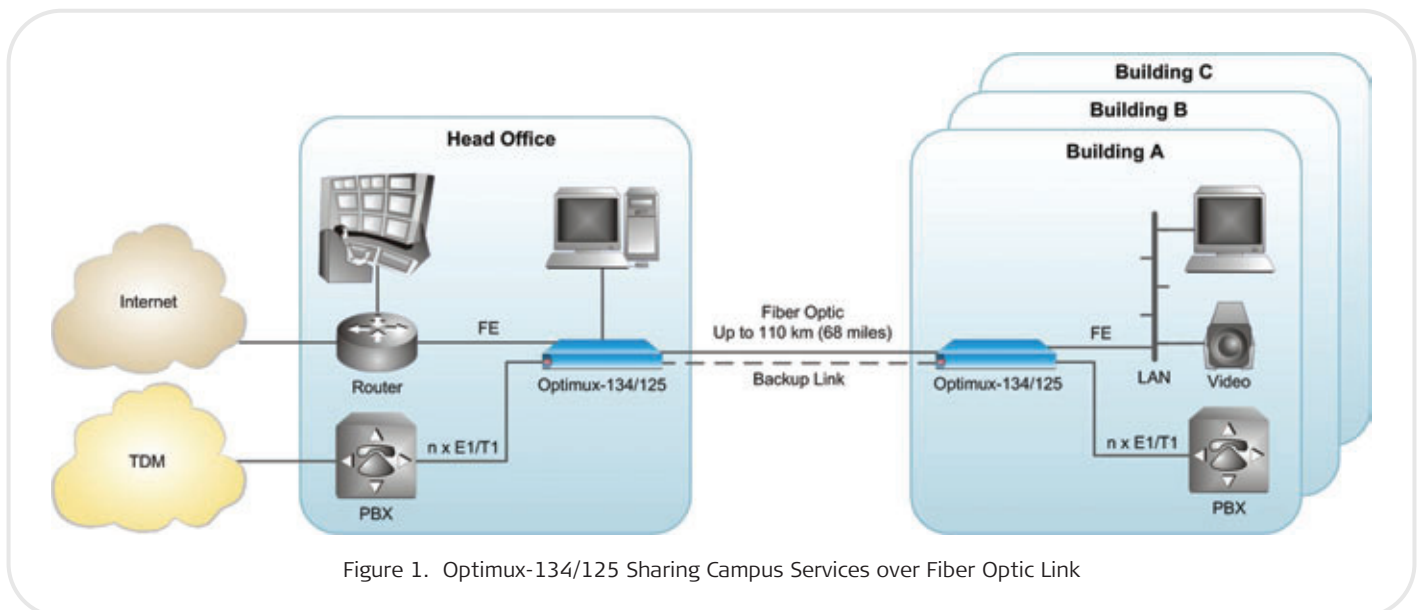 Building C
Building B
Building A
Head Office
Internet
FE
Router
Optimux-134/125
Fiber Optic
Up to 110 km (68 miles)
Backup Link
Optimux-134/125
FE
LAN
Video
TDM
n x E1/T1
PBX
n x E1/T1
PBX
Figure 1. Optimux-134/125 Sharing Campus Services over Fiber Optic Link